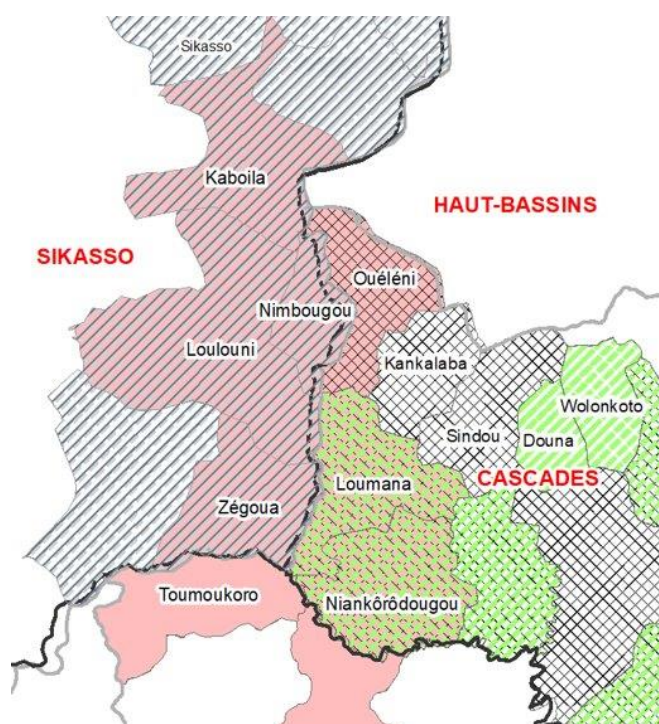 Sikasso
Kaboila
HAUT-BASSINS
SIKASSO
Ouéléni
Nimbougou
Loulouni
Kankalaba
Wolonkoto
Sindou
Douna
CASCADES
Loumana
Zégoua
Toumoukoro
Niankôrôdougou